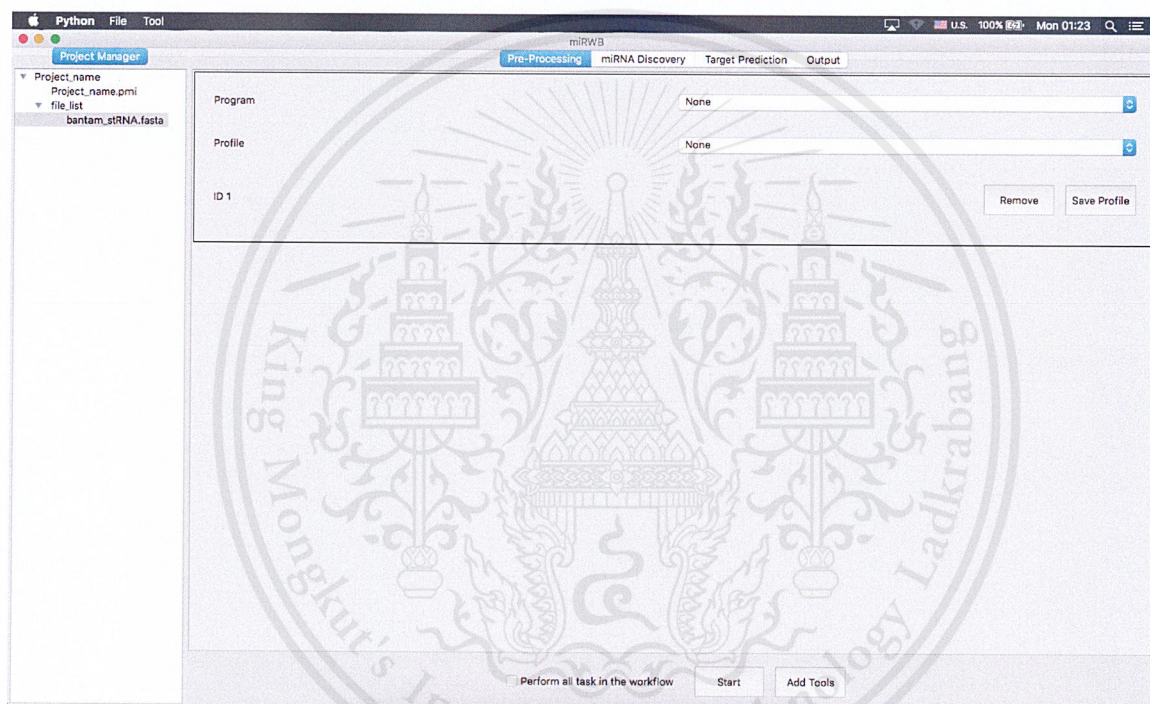 Python File Tool U.S. 100% Mon 01:23
miRWB
Project Manager
Pre-Processing miRNA Discovery Target Prediction Output
Project_name
Project_name.pmi
file_list
bantam_stRNA.fasta
Program None
Profile None
ID 1 Remove Save Profile
Perform all task in the workflow Start Add Tools
King Mongkut's Ladkrabang